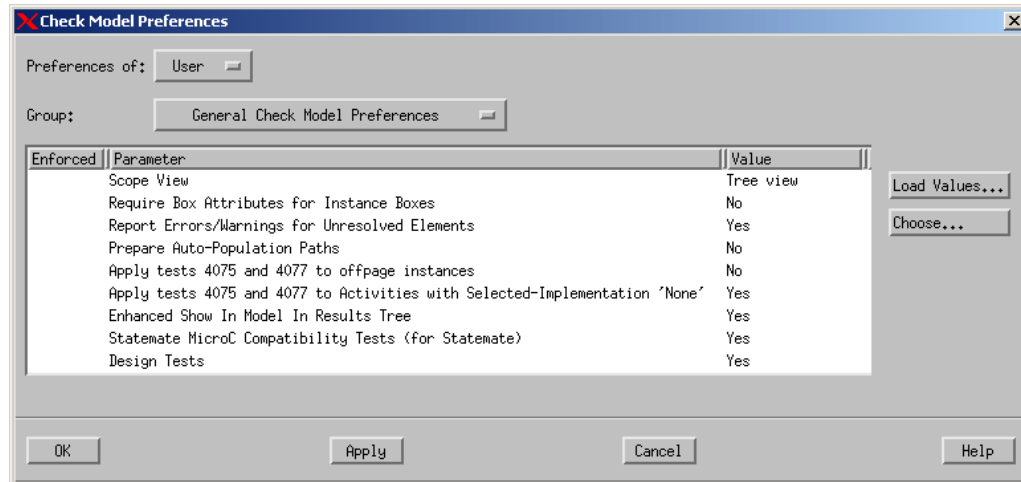 Check Model Preferences
Preferences of: User
Group: General Check Model Preferences
Enforced Parameter Value
Scope View Tree view
Require Box Attributes for Instance Boxes No
Report Errors/Warnings for Unresolved Elements Yes
Prepare Auto-Population Paths No
Apply tests 4075 and 4077 to offpage instances No
Apply tests 4075 and 4077 to Activities with Selected-Implementation 'None' Yes
Enhanced Show In Model In Results Tree Yes
Statemate MicroC Compatibility Tests (for Statemate) Yes
Design Tests Yes
Load Values...
Choose...
OK Apply Cancel Help